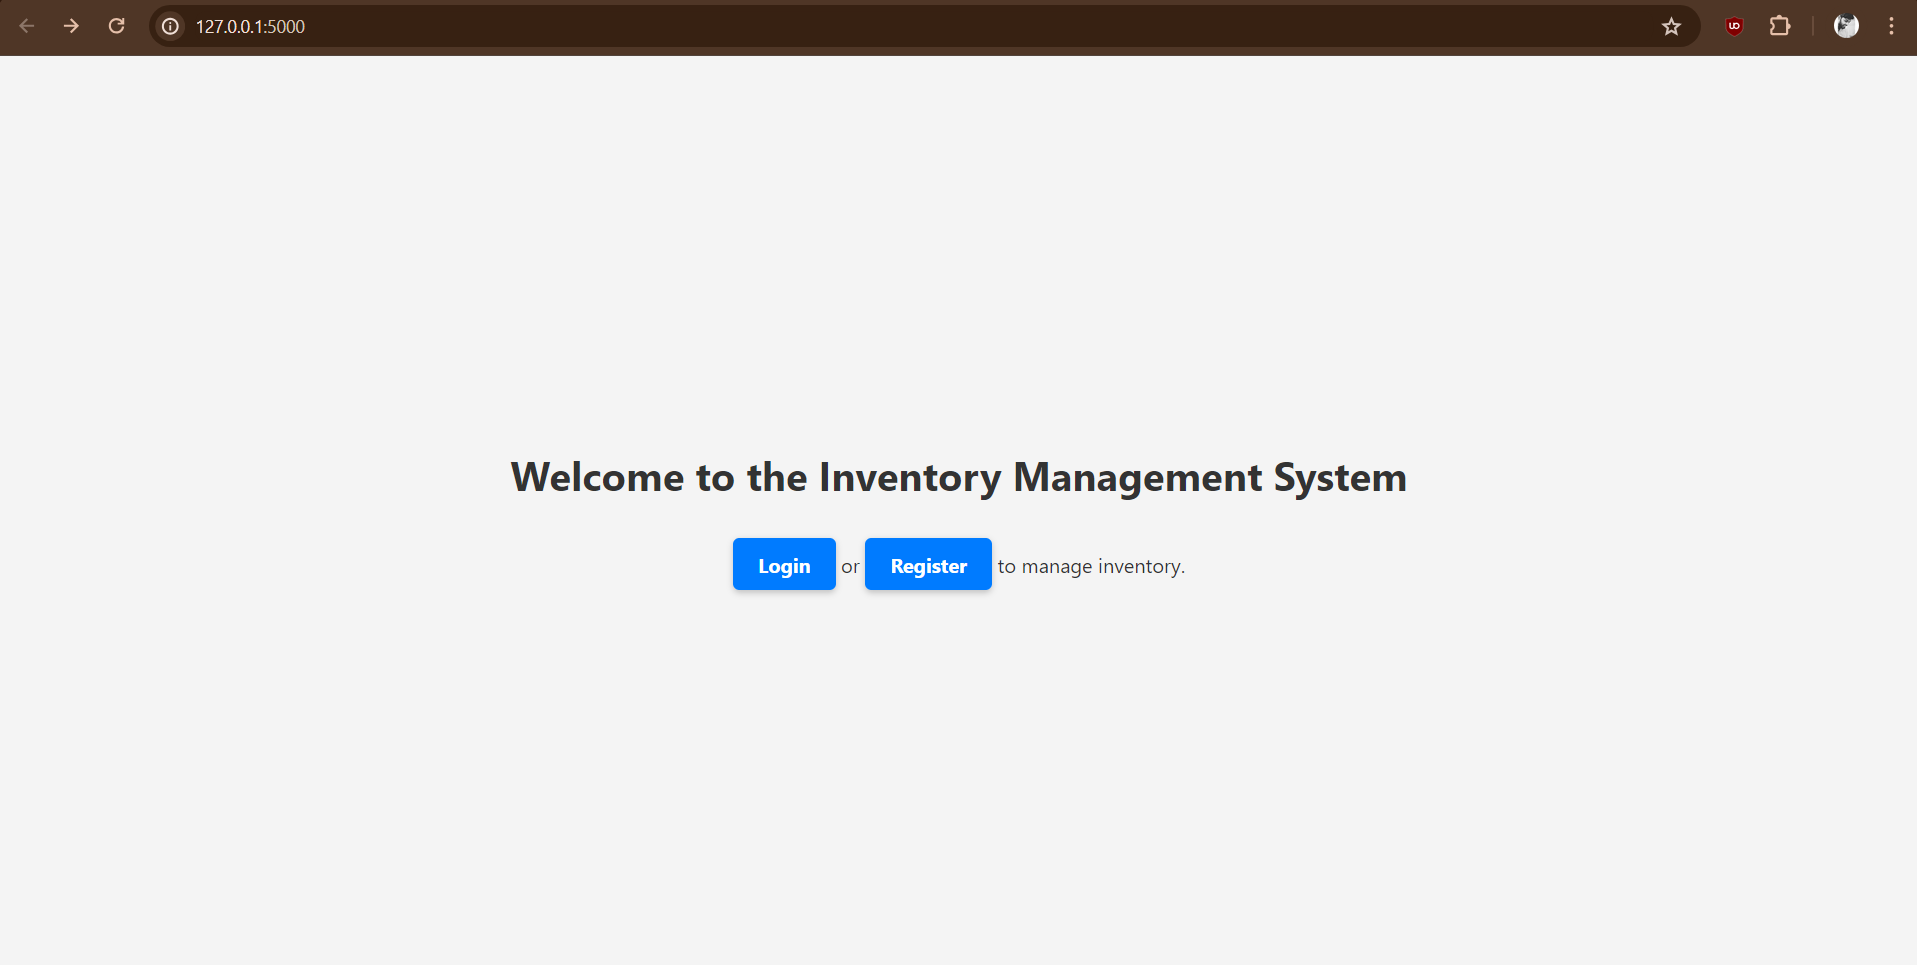 127.0.0.1:5000
Welcome to the Inventory Management System
Login or Register to manage inventory.